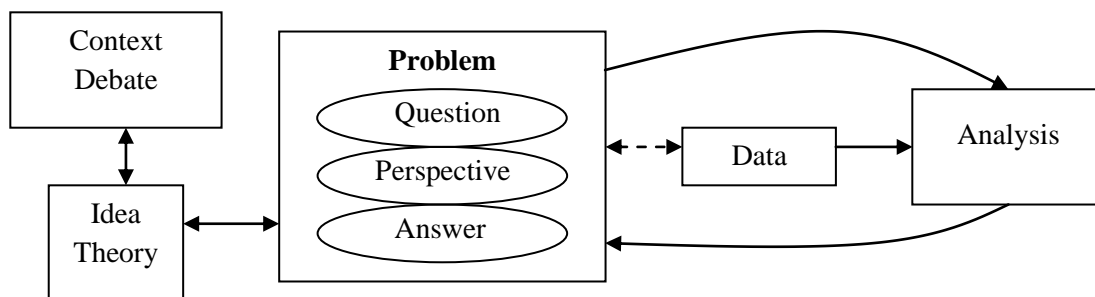 Context
Debate
Idea
Theory
Problem
Question
Perspective
Answer
Data
Analysis